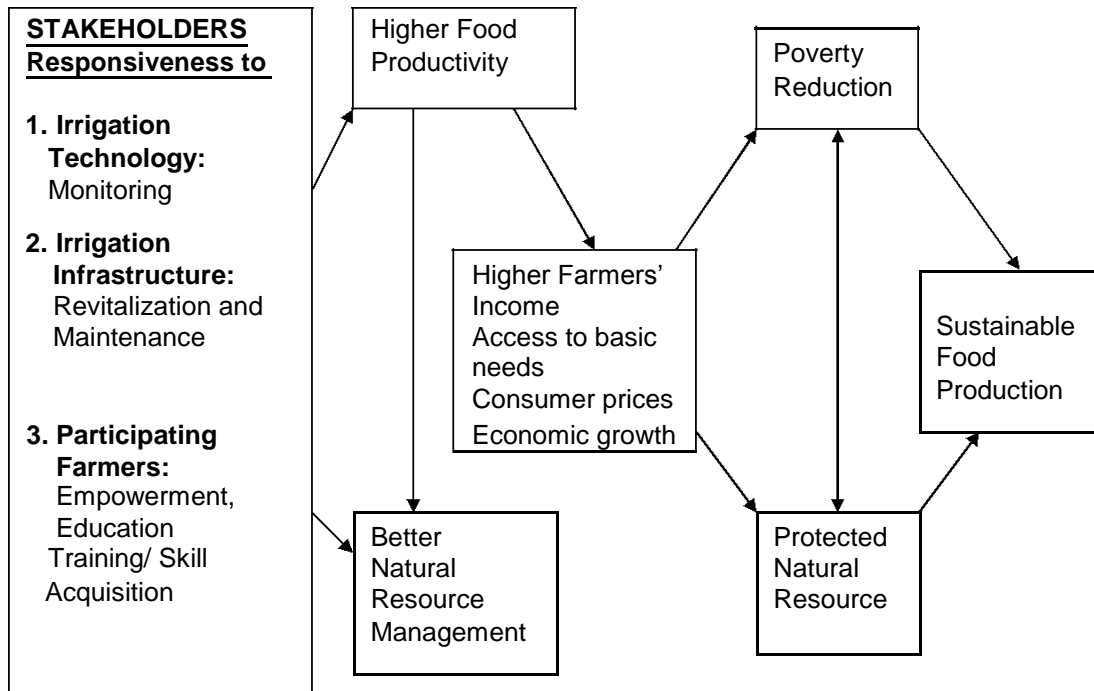 STAKEHOLDERS
Responsiveness to
1. Irrigation
Technology:
Monitoring
2. Irrigation
Infrastructure:
Revitalization and
Maintenance
3. Participating
Farmers:
Empowerment,
Education
Training/ Skill
Acquisition
Higher Food
Productivity
Better
Natural
Resource
Management
Higher Farmers’
Income
Access to basic
needs
Consumer prices
Economic growth
Poverty
Reduction
Protected
Natural
Resource
Sustainable
Food
Production